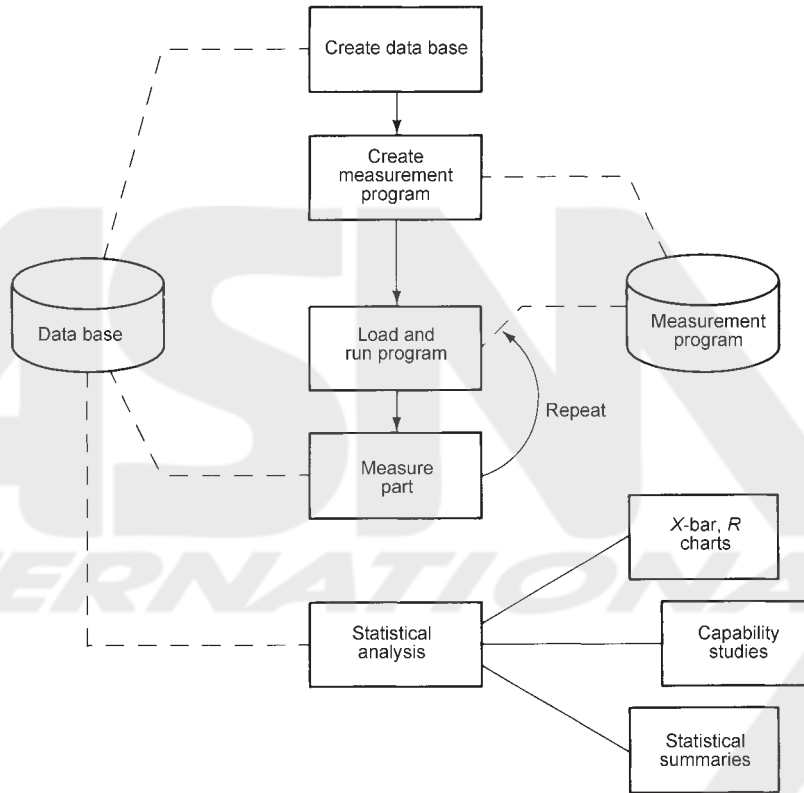 Create data base
Create
measurement
program
Data base
Load and
run program
Measurement
program
Repeat
Measure
part
X-bar, R
charts
Statistical
analysis
Capability
studies
Statistical
summaries